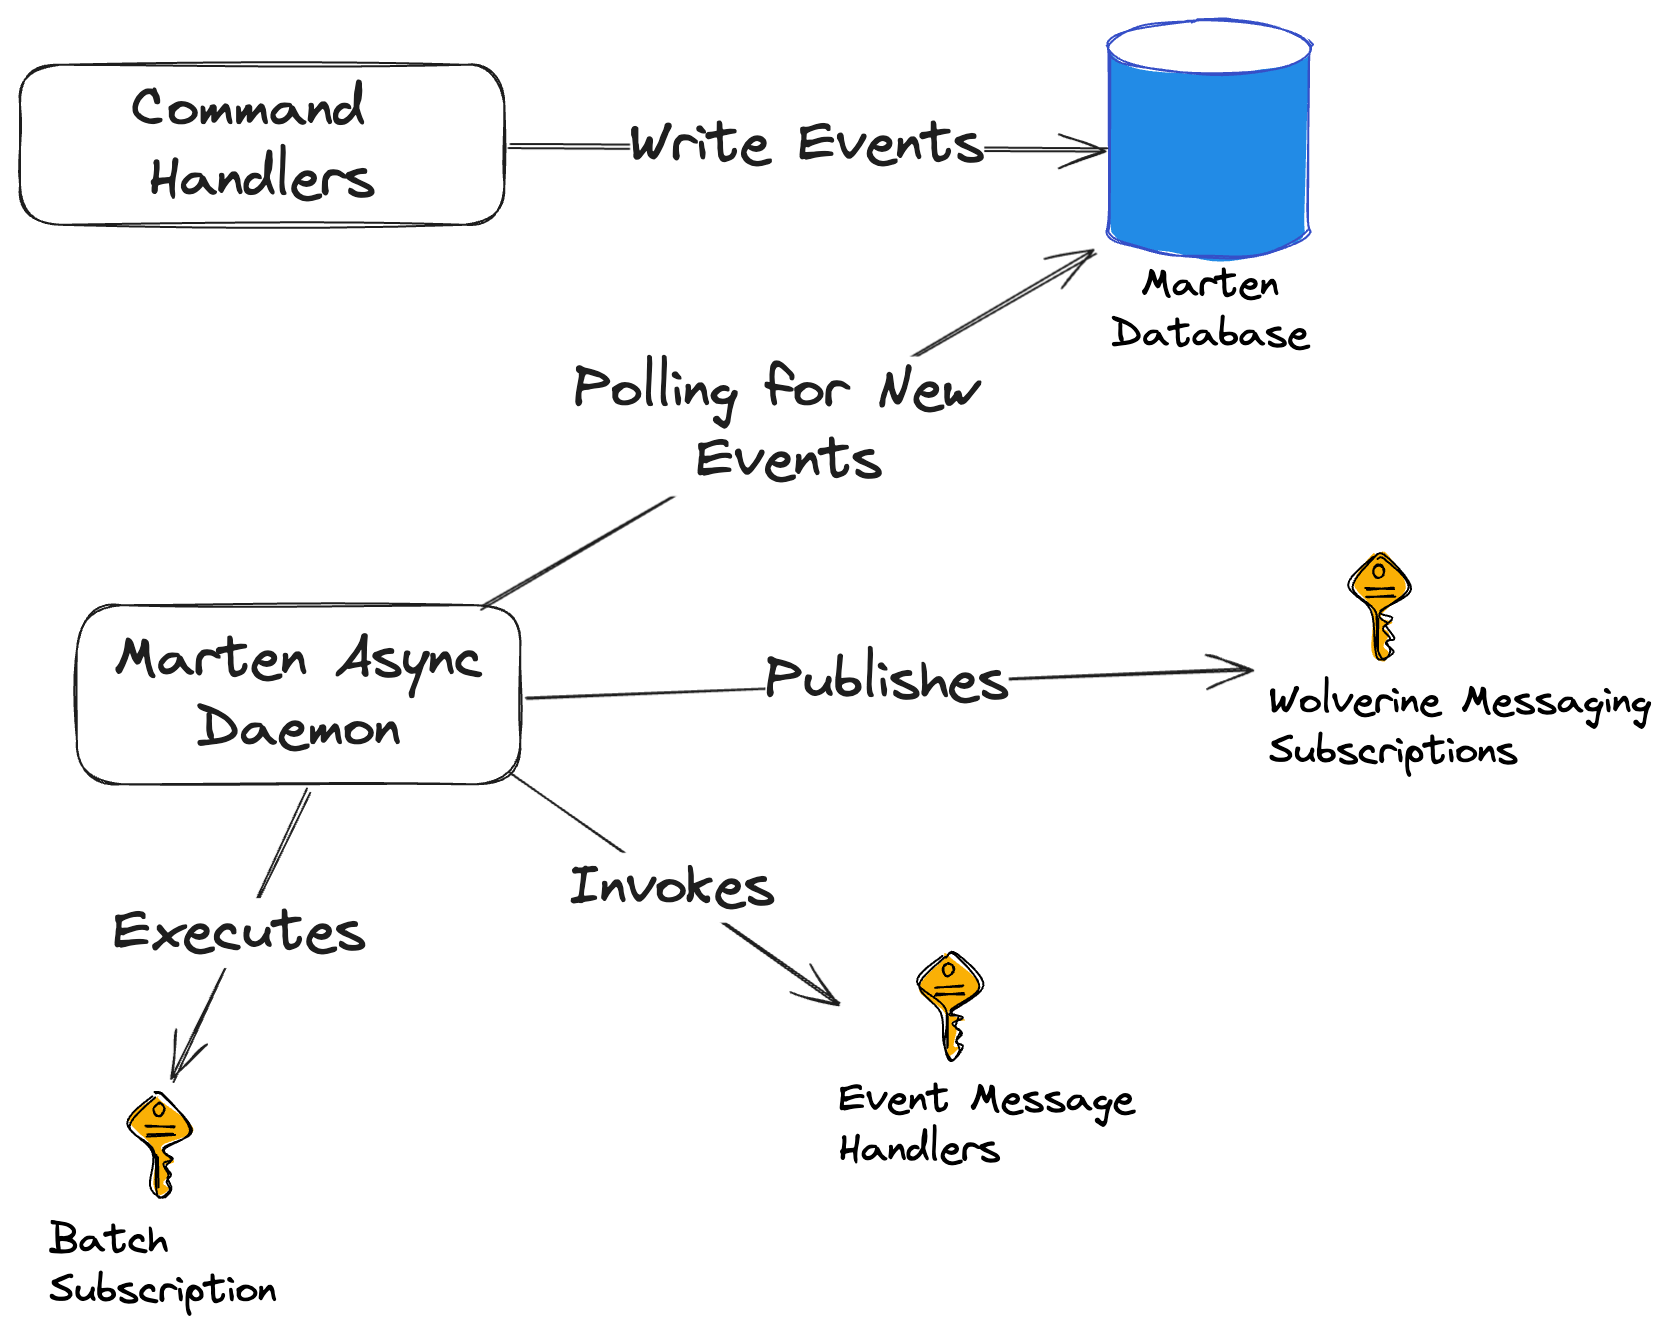 Command
Handlers
Write Events
Marten
Database
Polling for New
Events
Marten Async
Daemon
Publishes
Wolverine Messaging
Subscriptions
Invokes
Executes
Event Message
Handlers
Batch
Subscription